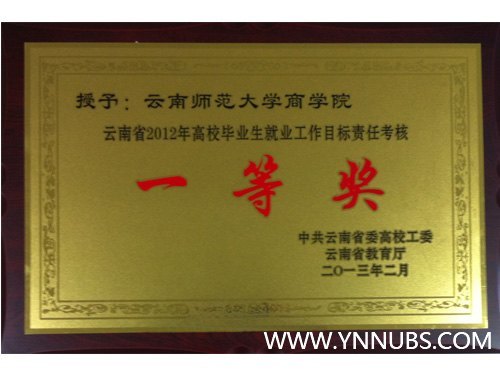 授予：云南师范大学商学院
云南省2012年高校毕业生就业工作目标责任考核
一等奖
中共云南省委高校工委
云南省教育厅
二〇一三年二月
WWW.YNNUBS.COM